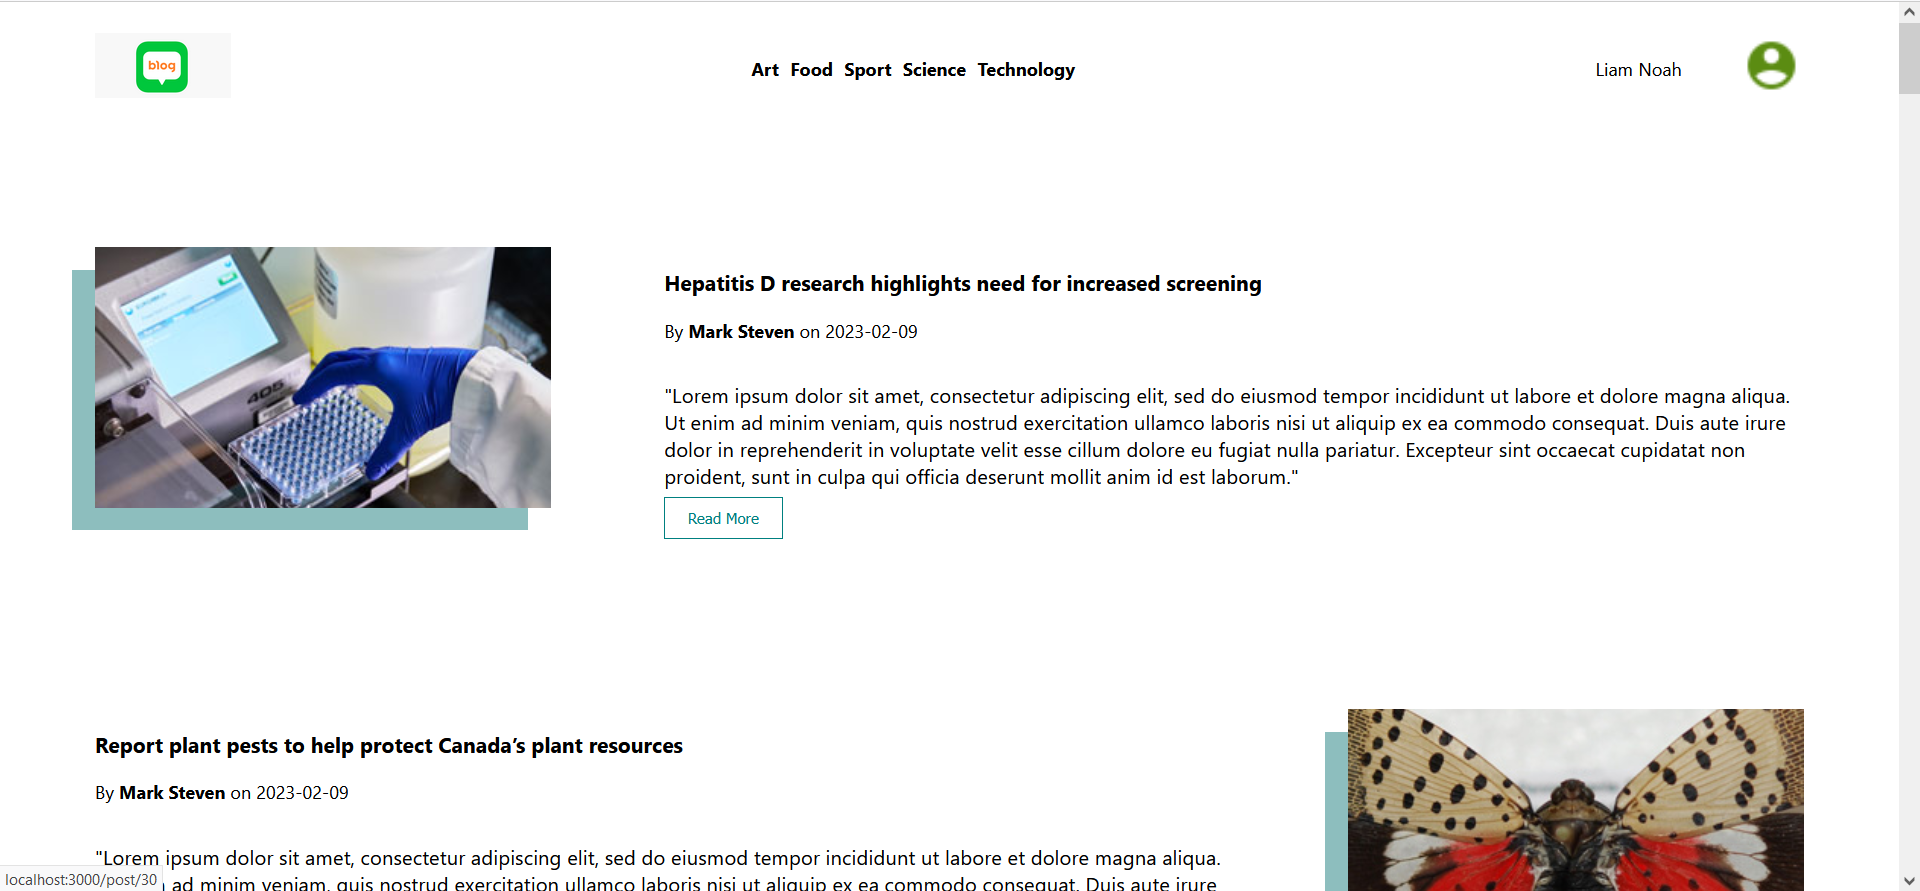 blog
Art Food Sport Science Technology
Liam Noah
405
Hepatitis D research highlights need for increased screening
By Mark Steven on 2023-02-09
"Lorem ipsum dolor sit amet, consectetur adipiscing elit, sed do eiusmod tempor incididunt ut labore et dolore magna aliqua.
Ut enim ad minim veniam, quis nostrud exercitation ullamco laboris nisi ut aliquip ex ea commodo consequat. Duis aute irure
dolor in reprehenderit in voluptate velit esse cillum dolore eu fugiat nulla pariatur. Excepteur sint occaecat cupidatat non
proident, sunt in culpa qui officia deserunt mollit anim id est laborum."
Read More
Report plant pests to help protect Canada’s plant resources
By Mark Steven on 2023-02-09
"Lorem ipsum dolor sit amet, consectetur adipiscing elit, sed do eiusmod tempor incididunt ut labore et dolore magna aliqua.
ad minim veniam, quis nostrud exercitation ullamco laboris nisi ut aliquip ex ea commodo consequat. Duis aute irure
localhost:3000/post/30